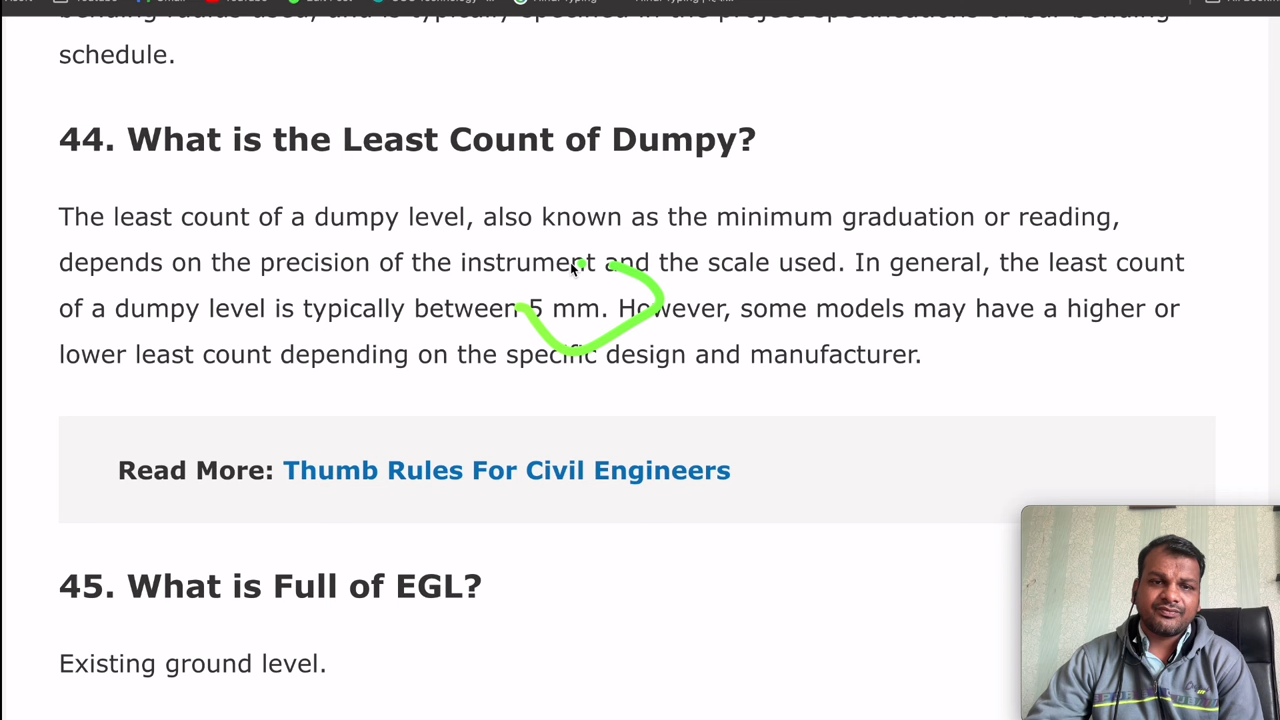 schedule.
44. What is the Least Count of Dumpy?
The least count of a dumpy level, also known as the minimum graduation or reading,
depends on the precision of the instrument and the scale used. In general, the least count
of a dumpy level is typically between 5 mm. However, some models may have a higher or
lower least count depending on the specific design and manufacturer.
Read More: Thumb Rules For Civil Engineers
45. What is Full of EGL?
Existing ground level.